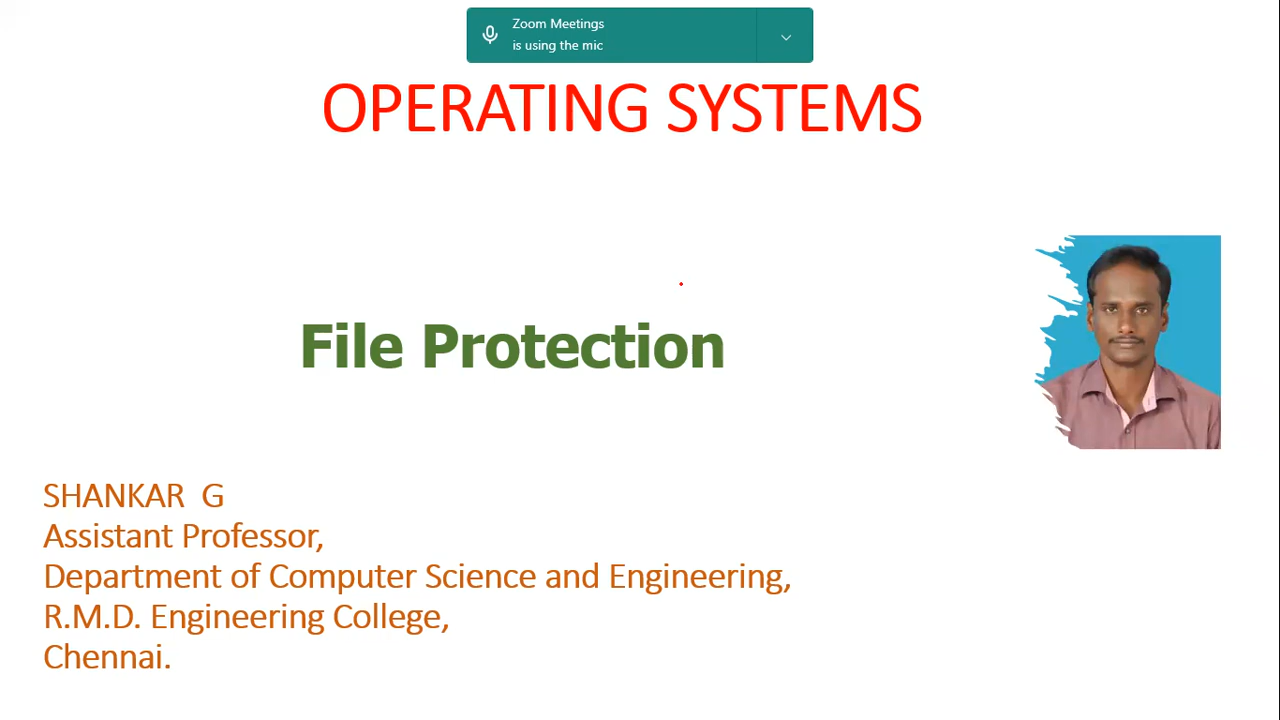 Zoom Meetings
is using the mic
OPERATING SYSTEMS
File Protection
SHANKAR G
Assistant Professor,
Department of Computer Science and Engineering,
R.M.D. Engineering College,
Chennai.